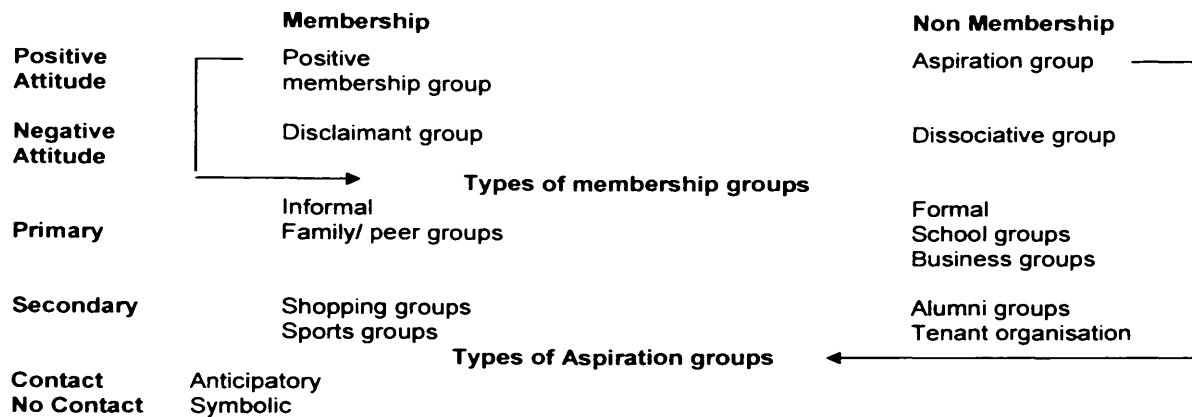 Membership Non Membership
Positive Positive Aspiration group
Attitude membership group
Negative Disclaimant group Dissociative group
Attitude
Types of membership groups
Informal Formal
Primary Family/ peer groups School groups
Business groups
Secondary Shopping groups Alumni groups
Sports groups Tenant organisation
Types of Aspiration groups
Contact Anticipatory
No Contact Symbolic